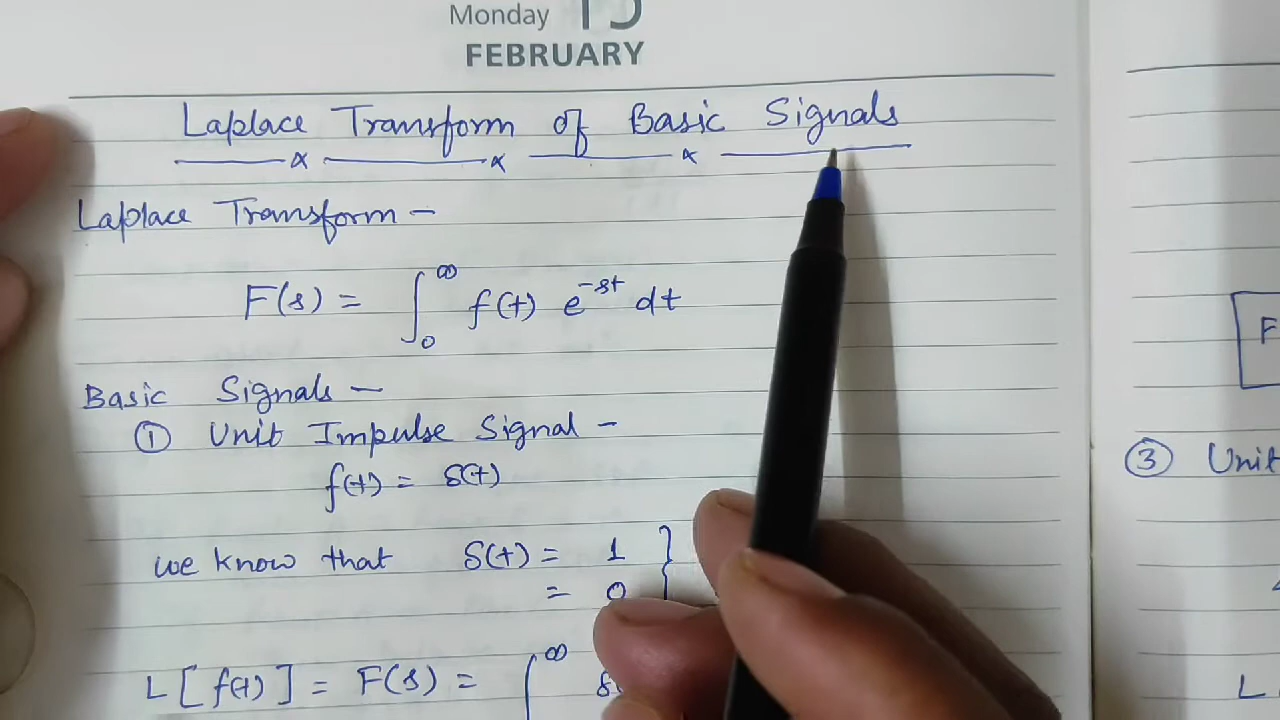 Monday 15
FEBRUARY
Laplace Transform of Basic Signals
Laplace Transform –
F(s) = ∫₀^∞ f(t) e^{-st} dt
Basic Signals –
① Unit Impulse Signal –
f(t) = δ(t)
we know that δ(t) = 1 }
= 0
L[f(t)] = F(s) = ∫^∞
F
③ Unit
L